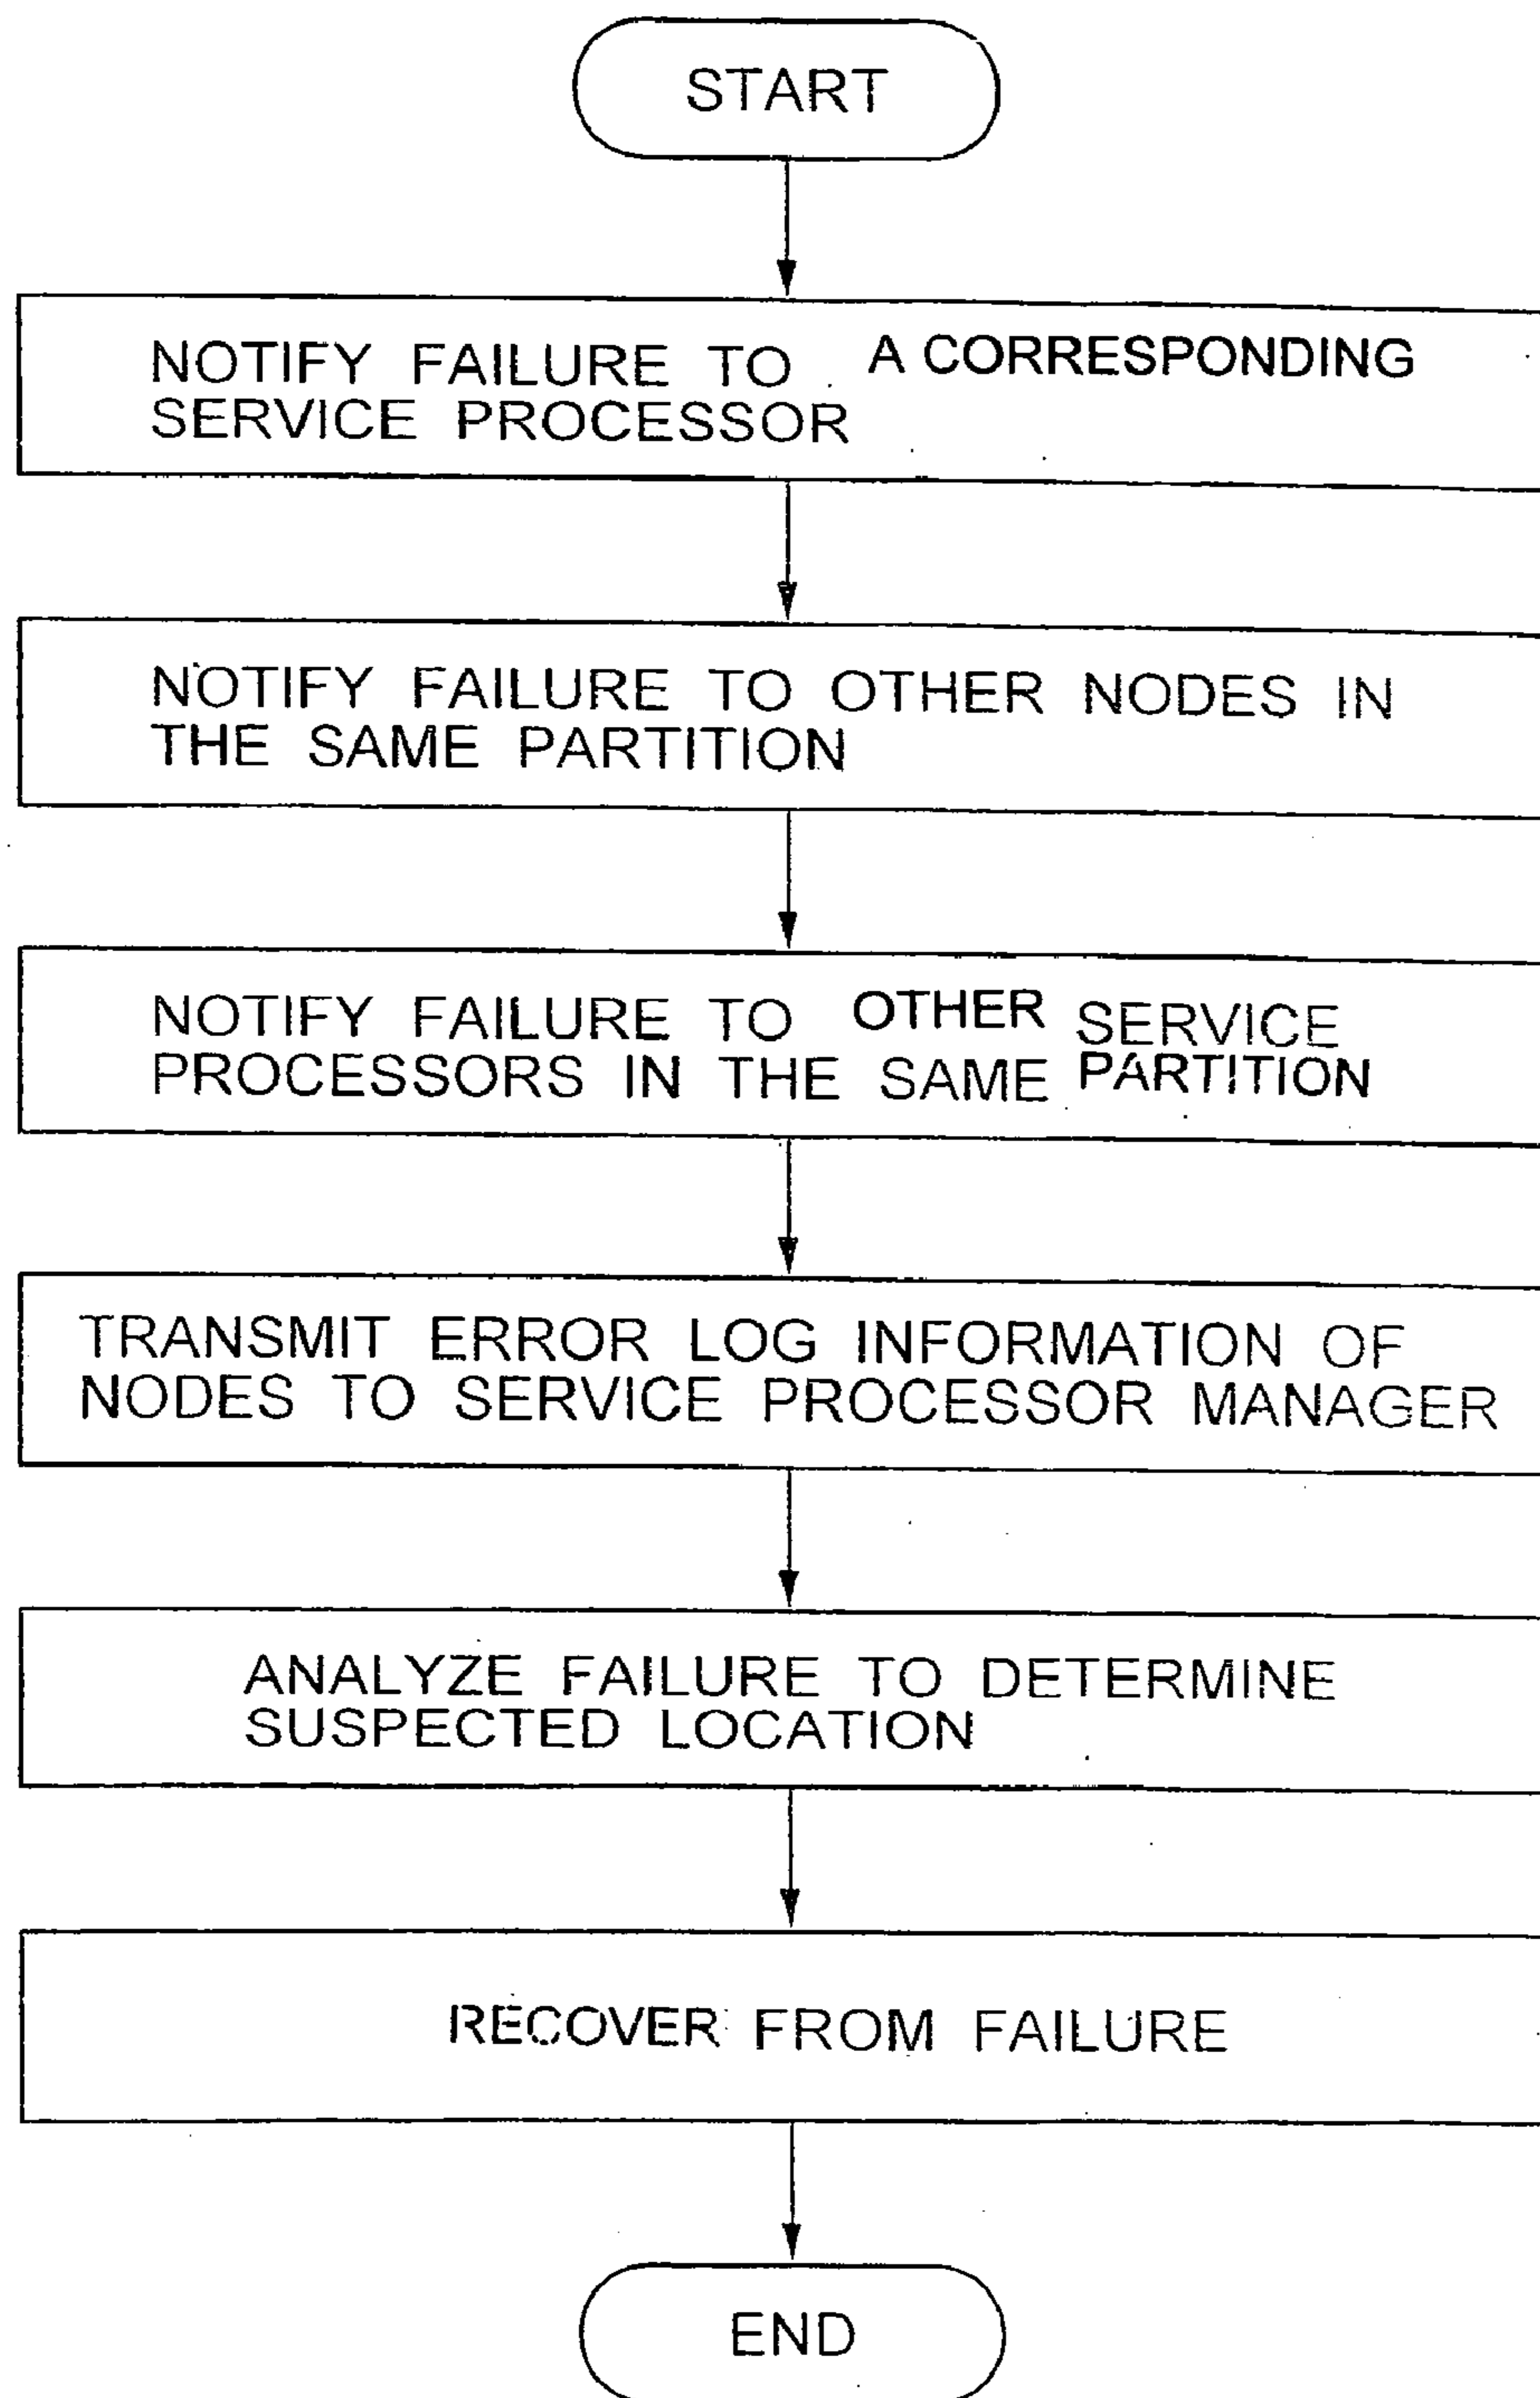 START
NOTIFY FAILURE TO A CORRESPONDING
SERVICE PROCESSOR
NOTIFY FAILURE TO OTHER NODES IN
THE SAME PARTITION
NOTIFY FAILURE TO OTHER SERVICE
PROCESSORS IN THE SAME PARTITION
TRANSMIT ERROR LOG INFORMATION OF
NODES TO SERVICE PROCESSOR MANAGER
ANALYZE FAILURE TO DETERMINE
SUSPECTED LOCATION
RECOVER FROM FAILURE
END